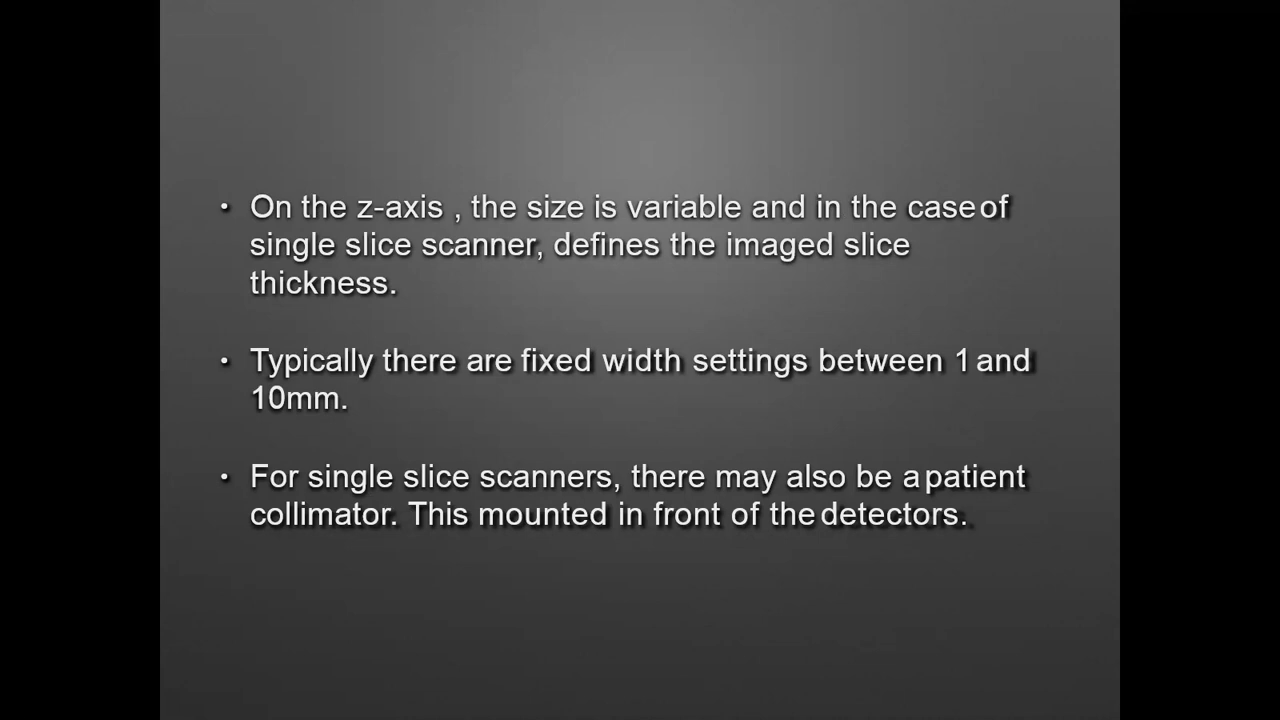 • On the z-axis , the size is variable and in the case of
single slice scanner, defines the imaged slice
thickness.
• Typically there are fixed width settings between 1 and
10mm.
• For single slice scanners, there may also be a patient
collimator. This mounted in front of the detectors.